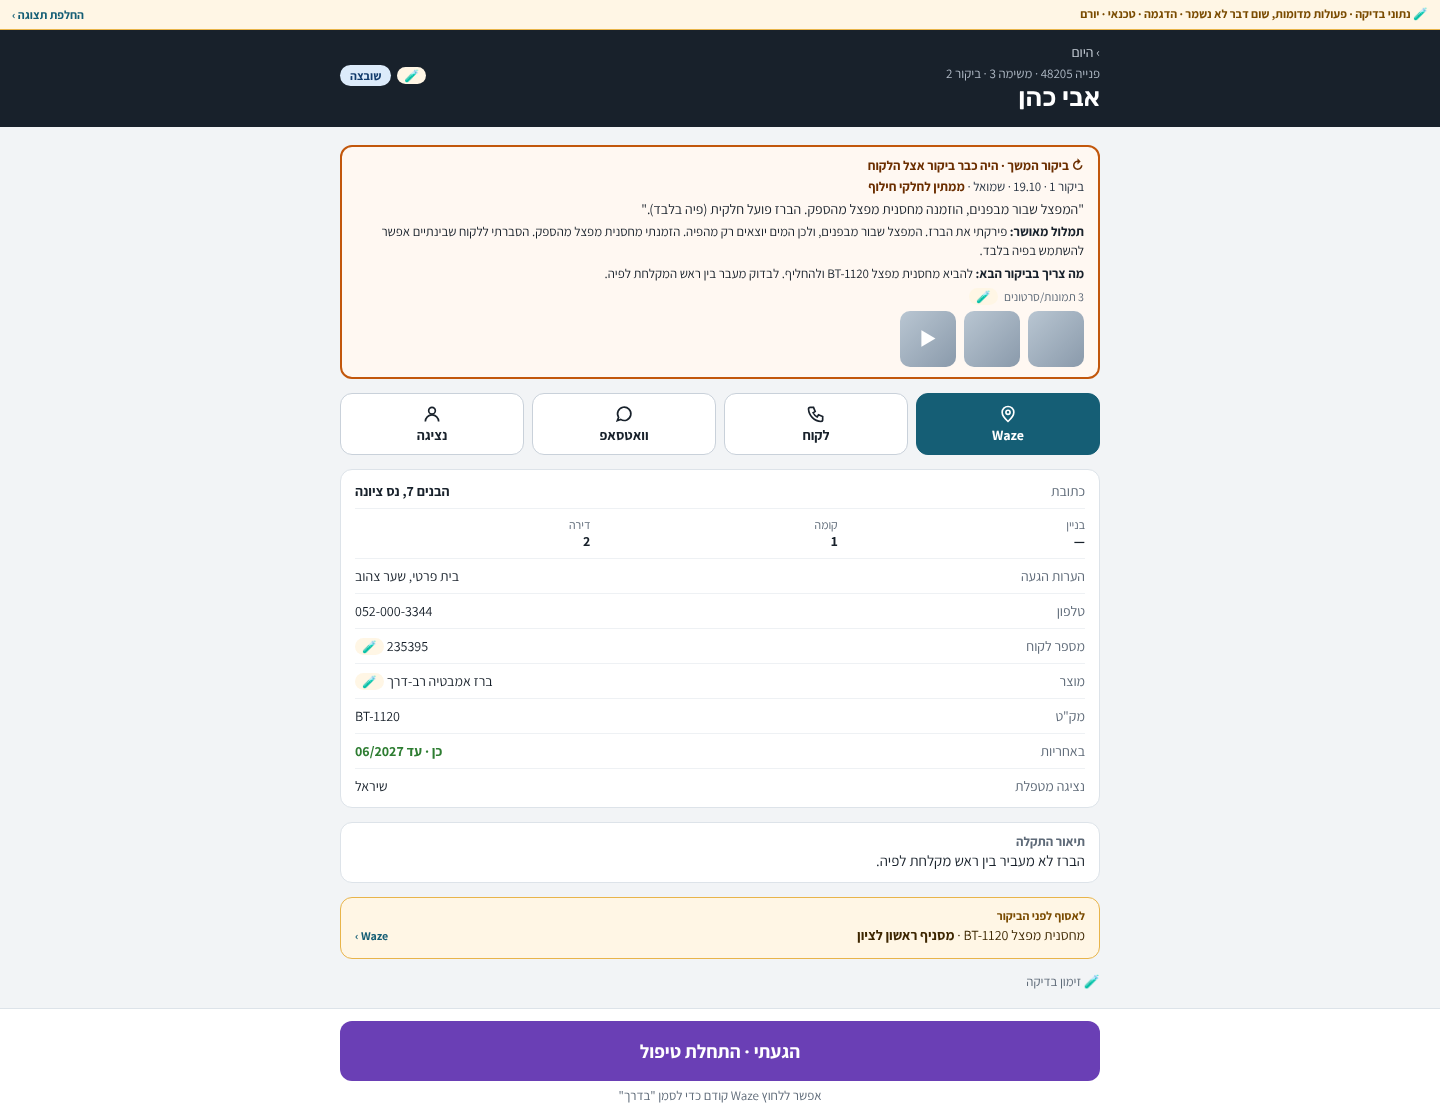 🧪 נתוני בדיקה · פעולות מדומות, שום דבר לא נשמר · הדגמה · טכנאי · יורם
החלפת תצוגה ›
› היום
פנייה 48205 · משימה 3 · ביקור 2
אבי כהן
🧪 שובצה
↻ ביקור המשך · היה כבר ביקור אצל הלקוח
ביקור 1 · 19.10 · שמואל · ממתין לחלקי חילוף
"המפצל שבור מבפנים, הוזמנה מחסנית מפצל מהספק. הברז פועל חלקית (פיה בלבד)."
תמלול מאושר: פירקתי את הברז. המפצל שבור מבפנים, ולכן המים יוצאים רק מהפיה. הזמנתי מחסנית מפצל מהספק. הסברתי ללקוח שבינתיים אפשר
להשתמש בפיה בלבד.
מה צריך בביקור הבא: להביא מחסנית מפצל BT-1120 ולהחליף. לבדוק מעבר בין ראש המקלחת לפיה.
3 תמונות/סרטונים 🧪
Waze
לקוח
וואטסאפ
נציגה
כתובת
הבנים 7, נס ציונה
בניין
—
קומה
1
דירה
2
הערות הגעה
בית פרטי, שער צהוב
טלפון
052-000-3344
מספר לקוח
235395 🧪
מוצר
ברז אמבטיה רב-דרך 🧪
מק"ט
BT-1120
באחריות
כן · עד 06/2027
נציגה מטפלת
שיראל
תיאור התקלה
הברז לא מעביר בין ראש מקלחת לפיה.
לאסוף לפני הביקור
מחסנית מפצל BT-1120 · מסניף ראשון לציון
Waze ›
🧪 זימון בדיקה
הגעתי · התחלת טיפול
אפשר ללחוץ Waze קודם כדי לסמן "בדרך"